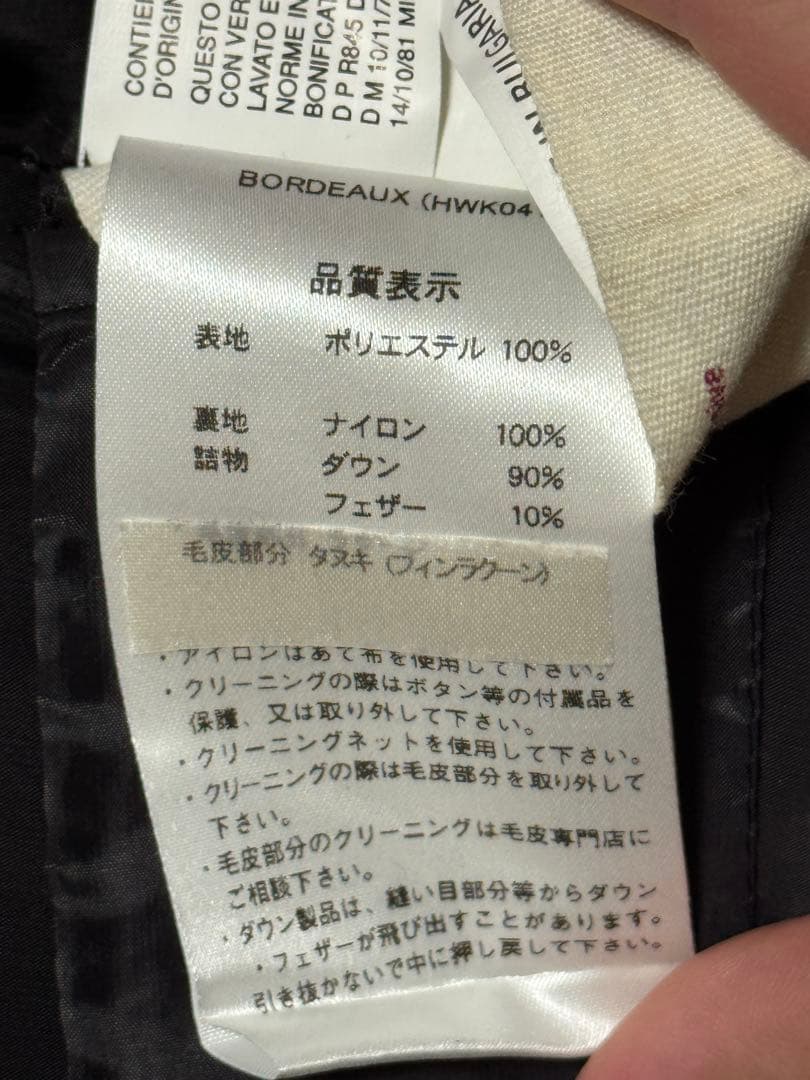 CONTIE
D'ORIGIN
QUESTO
CON VER
LAVATO E
NORME IN
BONIFICAT
D P R845 D
D M 10/11/7
14/10/81 MI
IN BULGARIA
BORDEAUX (HWK04
品質表示
表地 ポリエステル 100%
裏地 ナイロン 100%
詰物 ダウン 90%
フェザー 10%
毛皮部分 タヌキ (フィンラクーン)
・アイロンはあて布を使用して下さい。
・クリーニングの際はボタン等の付属品を
保護、又は取り外して下さい。
・クリーニングネットを使用して下さい。
・クリーニングの際は毛皮部分を取り外して
下さい。
・毛皮部分のクリーニングは毛皮専門店に
ご相談下さい。
・ダウン製品は、縫い目部分等からダウン
・フェザーが飛び出すことがあります。
引き抜かないで中に押し戻して下さい。